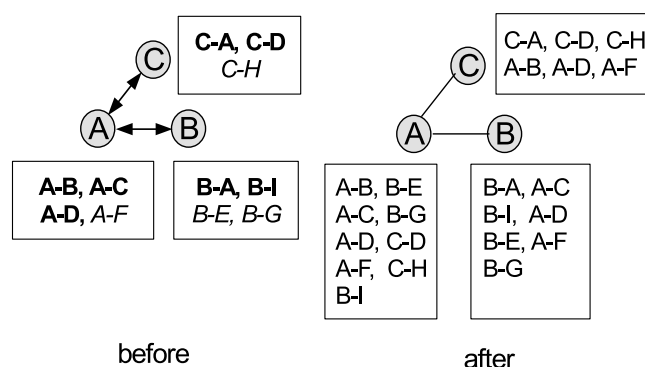 C
C-A, C-D
C-H
A
B
A-B, A-C
A-D, A-F
B-A, B-I
B-E, B-G
before
C
C-A, C-D, C-H
A-B, A-D, A-F
A
B
A-B, B-E
A-C, B-G
A-D, C-D
A-F, C-H
B-I
B-A, A-C
B-I, A-D
B-E, A-F
B-G
after